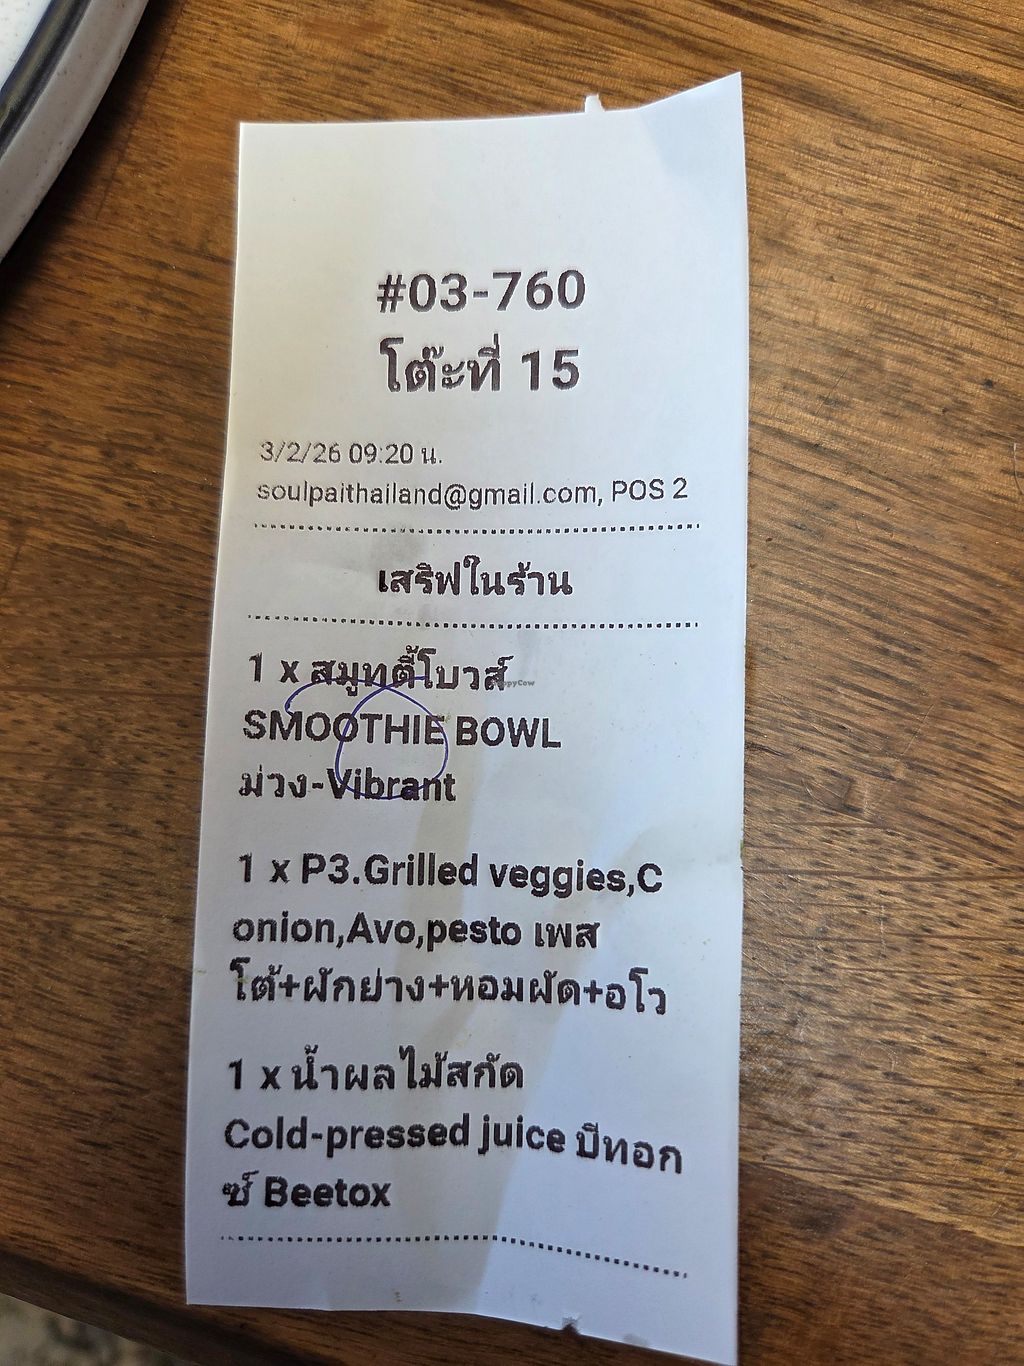 #03-760
โต๊ะที่ 15
3/2/26 09:20 น.
soulpaithailand@gmail.com, POS 2
เสริฟในร้าน
1 x สมูทตี้โบวส์
HappyCow
SMOOTHIE BOWL
ม่วง-Vibrant
1 x P3.Grilled veggies,C
onion,Avo,pesto เพส
โต้+ผักย่าง+หอมผัด+อโว
1 x น้ำผลไม้สกัด
Cold-pressed juice บีทอก
ซ์ Beetox